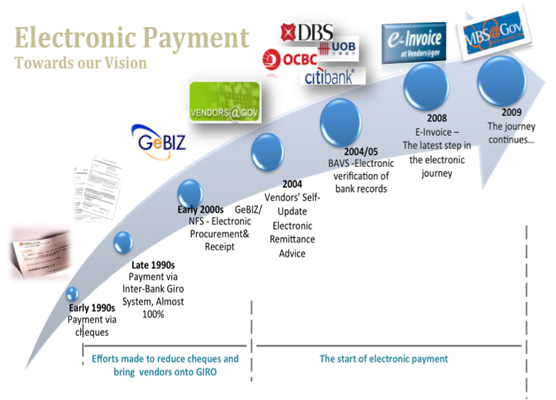 Electronic Payment
Towards our Vision
DBS
UOB
OCBC
citibank
e-Invoice
at Vendors@gov
MBS@Gov
VENDORS@GOV
GeBIZ
2009
The journey
continues...
2008
E-Invoice –
The latest step in
the electronic
journey
2004/05
BAVS -Electronic
verification of
bank records
2004
Vendors' Self-
Update
Electronic
Remittance
Advice
Early 2000s GeBIZ/
NFS - Electronic
Procurement&
Receipt
Late 1990s
Payment via
Inter-Bank Giro
System, Almost
100%
Early 1990s
Payment via
cheques
Efforts made to reduce cheques and
bring vendors onto GIRO
The start of electronic payment